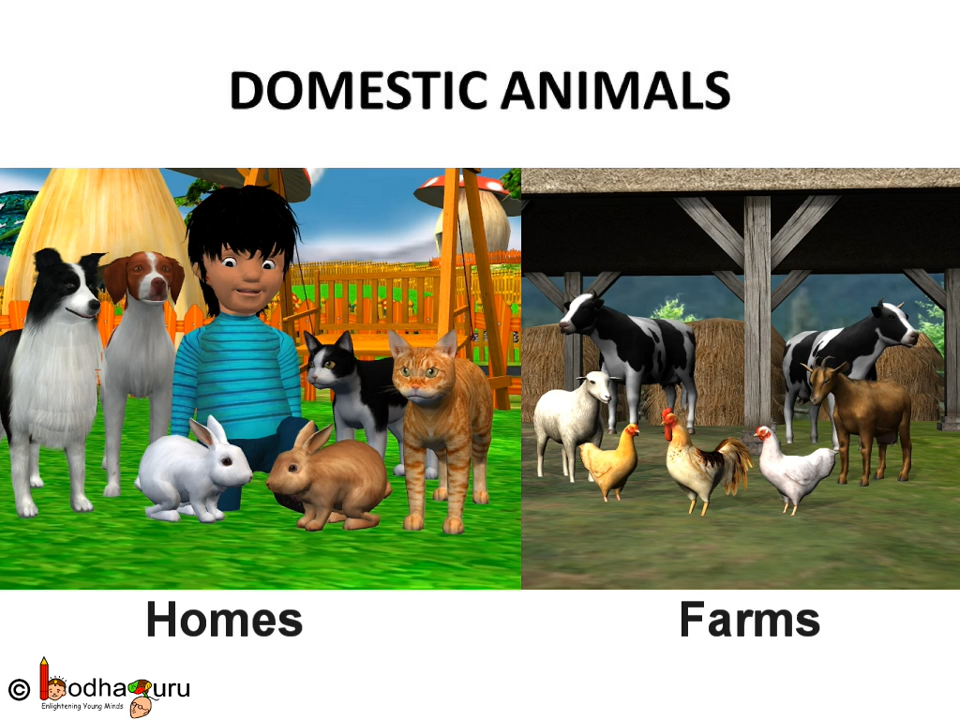 DOMESTIC ANIMALS
Homes
Farms
© bodhaguru
Enlightening Young Minds